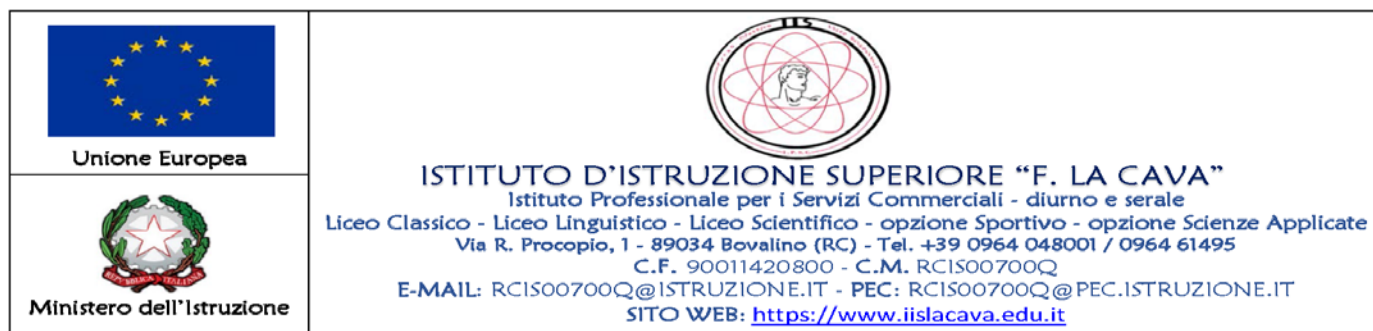 Unione Europea
Ministero dell'Istruzione
IIS
ISTITUTO D'ISTRUZIONE SUPERIORE “F. LA CAVA”
Istituto Professionale per i Servizi Commerciali - diurno e serale
Liceo Classico - Liceo Linguistico - Liceo Scientifico - opzione Sportivo - opzione Scienze Applicate
Via R. Procopio, 1 - 89034 Bovalino (RC) - Tel. +39 0964 048001 / 0964 61495
C.F. 90011420800 - C.M. RCIS00700Q
E-MAIL: RCIS00700Q@ISTRUZIONE.IT - PEC: RCIS00700Q@PEC.ISTRUZIONE.IT
SITO WEB: https://www.iislacava.edu.it